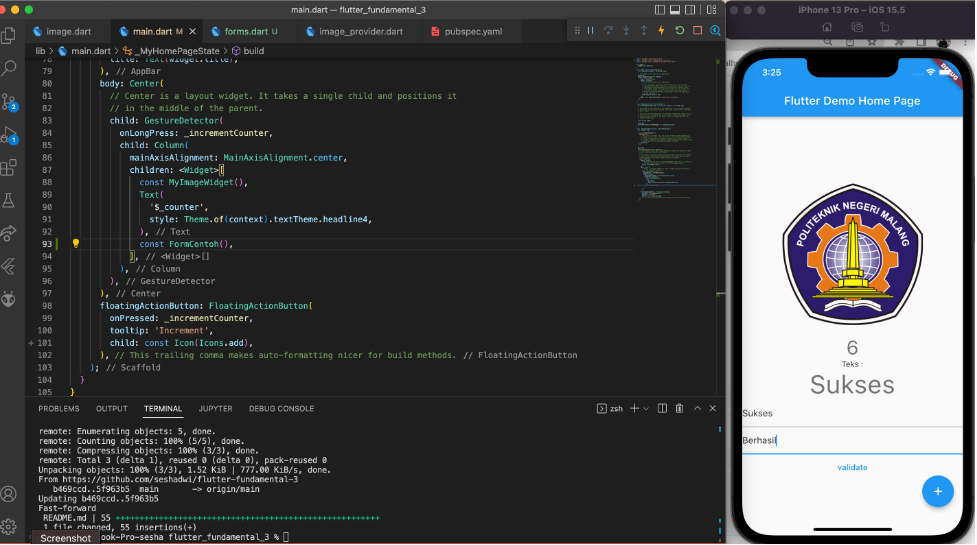 main.dart — flutter_fundamental_3
iPhone 13 Pro – iOS 15.5
image.dart
main.dart M
forms.dart U
image_provider.dart
pubspec.yaml
lib > main.dart > _MyHomePageState > build
78 title: Text(widget.title),
79 ), // AppBar
80 body: Center(
81 // Center is a layout widget. It takes a single child and positions it
82 // in the middle of the parent.
83 child: GestureDetector(
84 onLongPress: _incrementCounter,
85 child: Column(
86 mainAxisAlignment: MainAxisAlignment.center,
87 children: <Widget>[
88 const MyImageWidget(),
89 Text(
90 '$_counter',
91 style: Theme.of(context).textTheme.headline4,
92 ), // Text
93 const FormContoh(),
94 ], // <Widget>[]
95 ), // Column
96 ), // GestureDetector
97 ), // Center
98 floatingActionButton: FloatingActionButton(
99 onPressed: _incrementCounter,
100 tooltip: 'Increment',
101 child: const Icon(Icons.add),
102 ), // This trailing comma makes auto-formatting nicer for build methods. // FloatingActionButton
103 ); // Scaffold
104 }
105 }
2
1
PROBLEMS OUTPUT TERMINAL JUPYTER DEBUG CONSOLE
zsh
remote: Enumerating objects: 5, done.
remote: Counting objects: 100% (5/5), done.
remote: Compressing objects: 100% (3/3), done.
remote: Total 3 (delta 1), reused 0 (delta 0), pack-reused 0
Unpacking objects: 100% (3/3), 1.52 KiB | 777.00 KiB/s, done.
From https://github.com/seshadwi/flutter-fundamental-3
b469ccd..5f963b5 main -> origin/main
Updating b469ccd..5f963b5
Fast-forward
README.md | 55 +++++++++++++++++++++++++++++++++++++++++++++++++++++++
1 file changed, 55 insertions(+)
Screenshot
ook-Pro-sesha flutter_fundamental_3 %
3:25
DEBUG
Flutter Demo Home Page
POLITEKNIK NEGERI MALANG
6
Teks :
Sukses
Sukses
Berhasil
validate
+